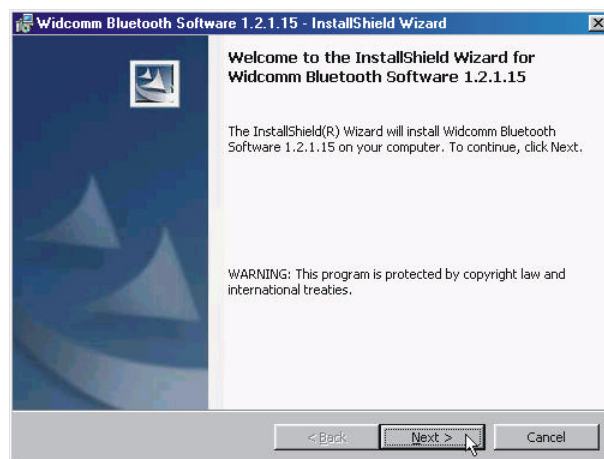 Widcomm Bluetooth Software 1.2.1.15 - InstallShield Wizard
Welcome to the InstallShield Wizard for
Widcomm Bluetooth Software 1.2.1.15
The InstallShield(R) Wizard will install Widcomm Bluetooth
Software 1.2.1.15 on your computer. To continue, click Next.
WARNING: This program is protected by copyright law and
international treaties.
< Back Next > Cancel